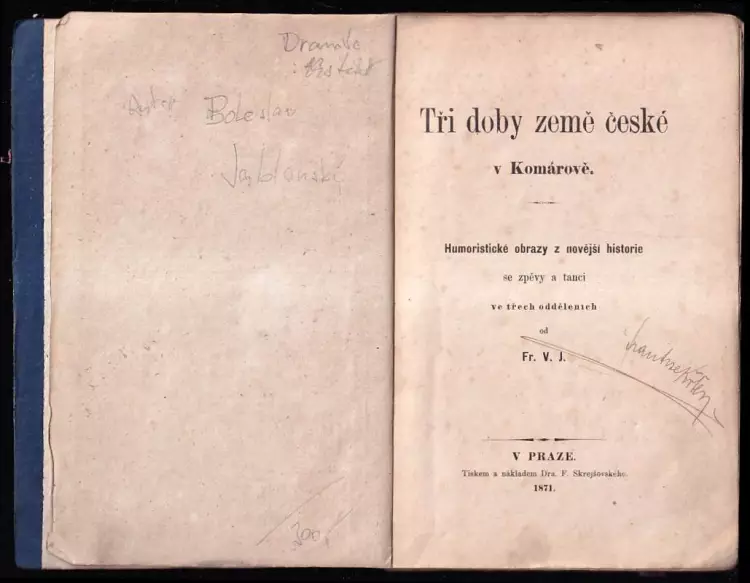 Drama
Autor Boleslav
Jablonský
300,-
Tři doby země české
v Komárově.
Humoristické obrazy z novější historie
se zpěvy a tanci
ve třech odděleních
od
Fr. V. J.
V PRAZE.
Tiskem a nákladem Dra. F. Skrejšovského.
1871.